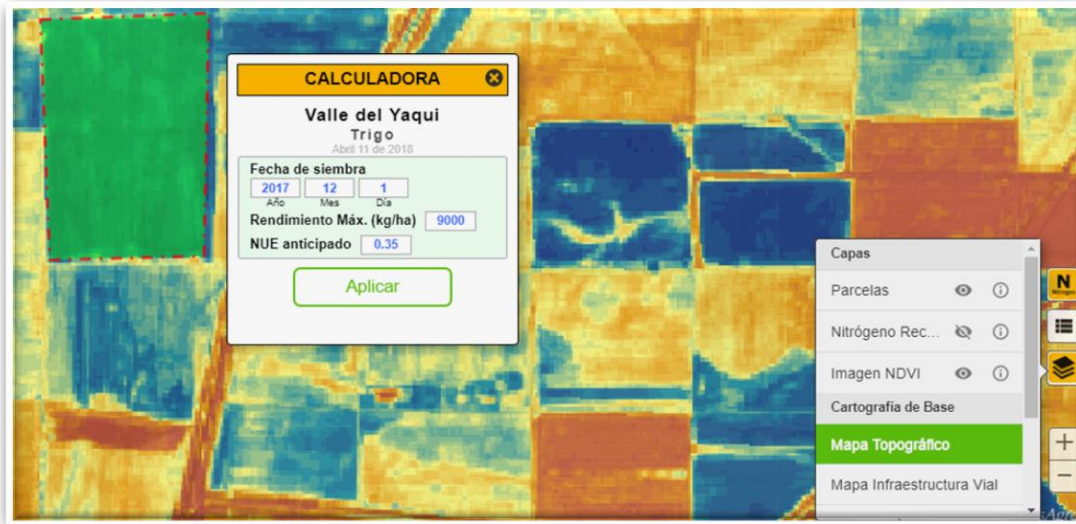 CALCULADORA
Valle del Yaqui
Trigo
Abril 11 de 2018
Fecha de siembra
2017 12 1
Año Mes Día
Rendimiento Máx. (kg/ha) 9000
NUE anticipado 0.35
Aplicar
Capas
Parcelas
Nitrógeno Rec...
Imagen NDVI
Cartografía de Base
Mapa Topográfico
Mapa Infraestructura Vial
N
Nitrógeno